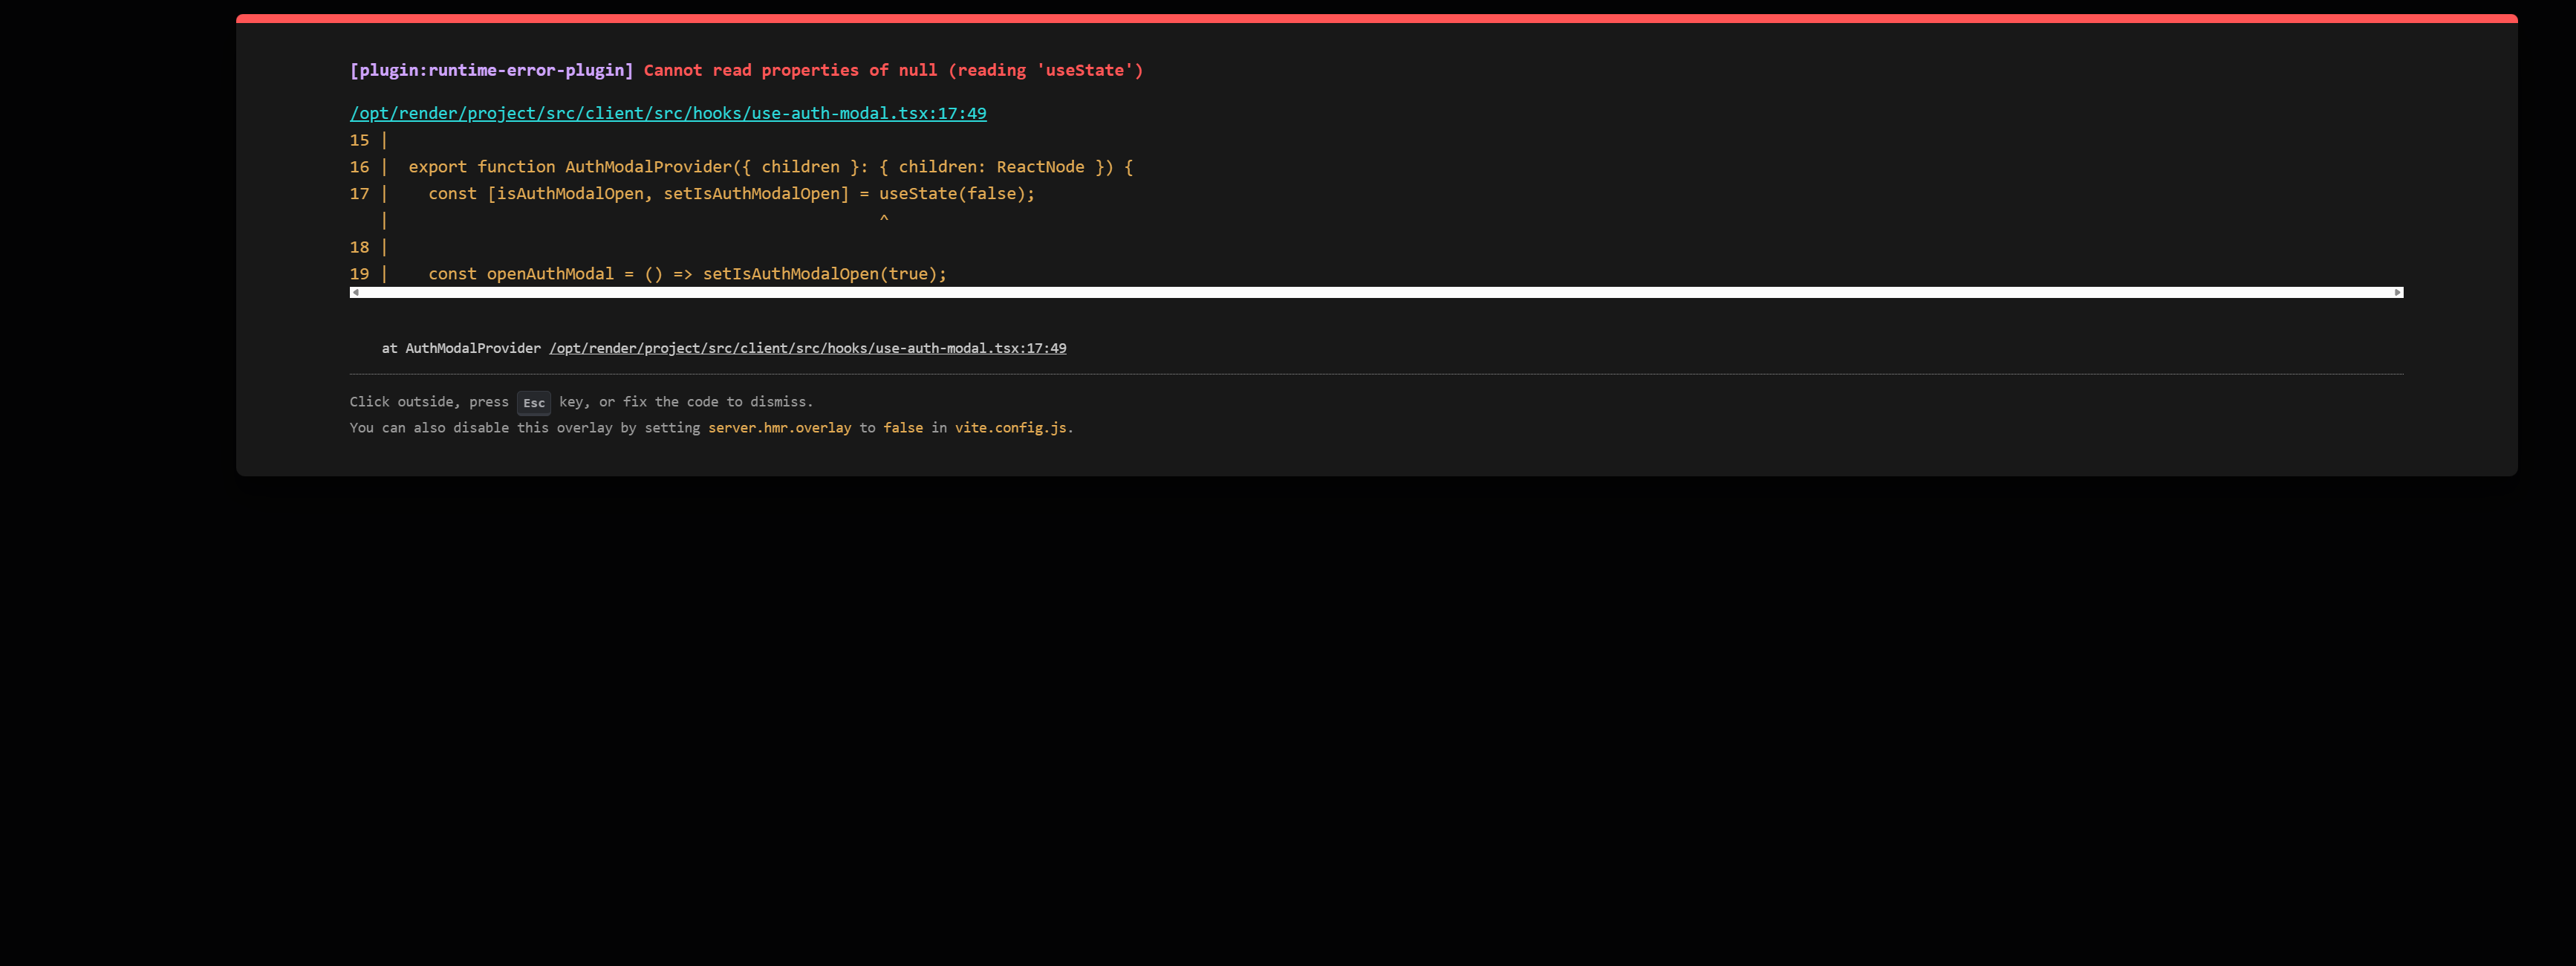 [plugin:runtime-error-plugin] Cannot read properties of null (reading 'useState')
/opt/render/project/src/client/src/hooks/use-auth-modal.tsx:17:49
15 |
16 |  export function AuthModalProvider({ children }: { children: ReactNode }) {
17 |    const [isAuthModalOpen, setIsAuthModalOpen] = useState(false);
   |                                                  ^
18 |
19 |    const openAuthModal = () => setIsAuthModalOpen(true);
    at AuthModalProvider /opt/render/project/src/client/src/hooks/use-auth-modal.tsx:17:49
Click outside, press Esc key, or fix the code to dismiss.
You can also disable this overlay by setting server.hmr.overlay to false in vite.config.js.